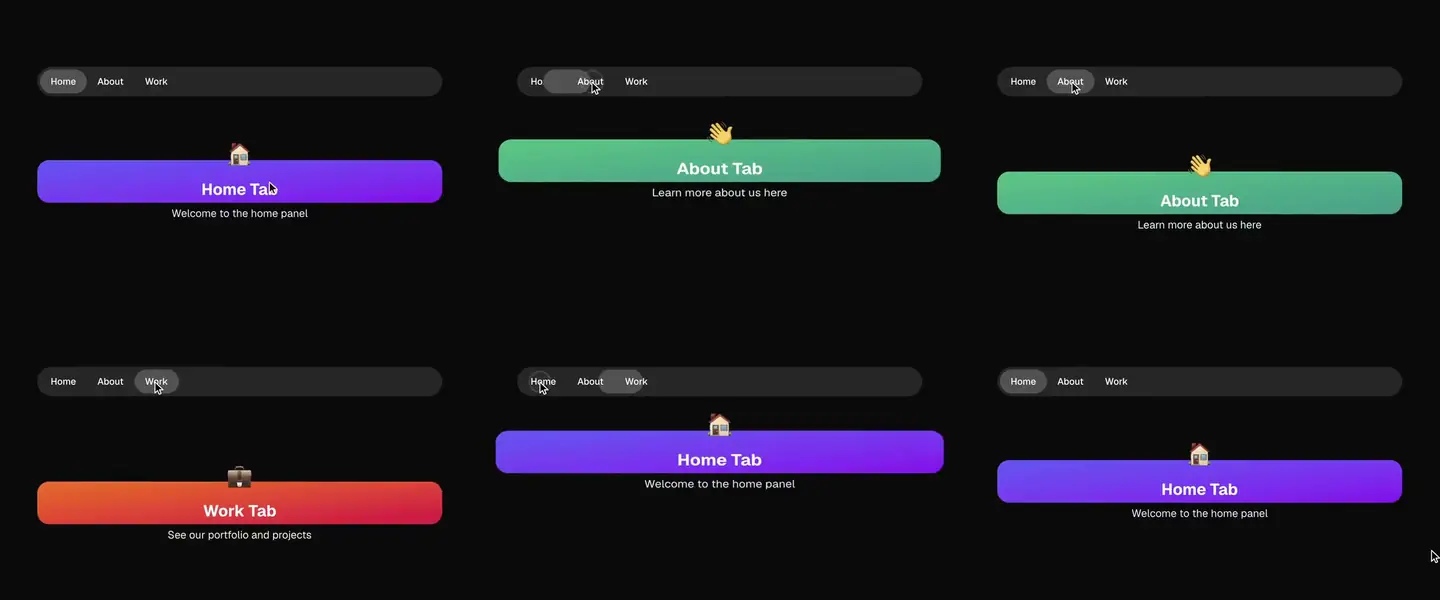 Home About Work
Home Tab
Welcome to the home panel
Ho About Work
About Tab
Learn more about us here
Home About Work
About Tab
Learn more about us here
Home About Work
Work Tab
See our portfolio and projects
Home About Work
Home Tab
Welcome to the home panel
Home About Work
Home Tab
Welcome to the home panel